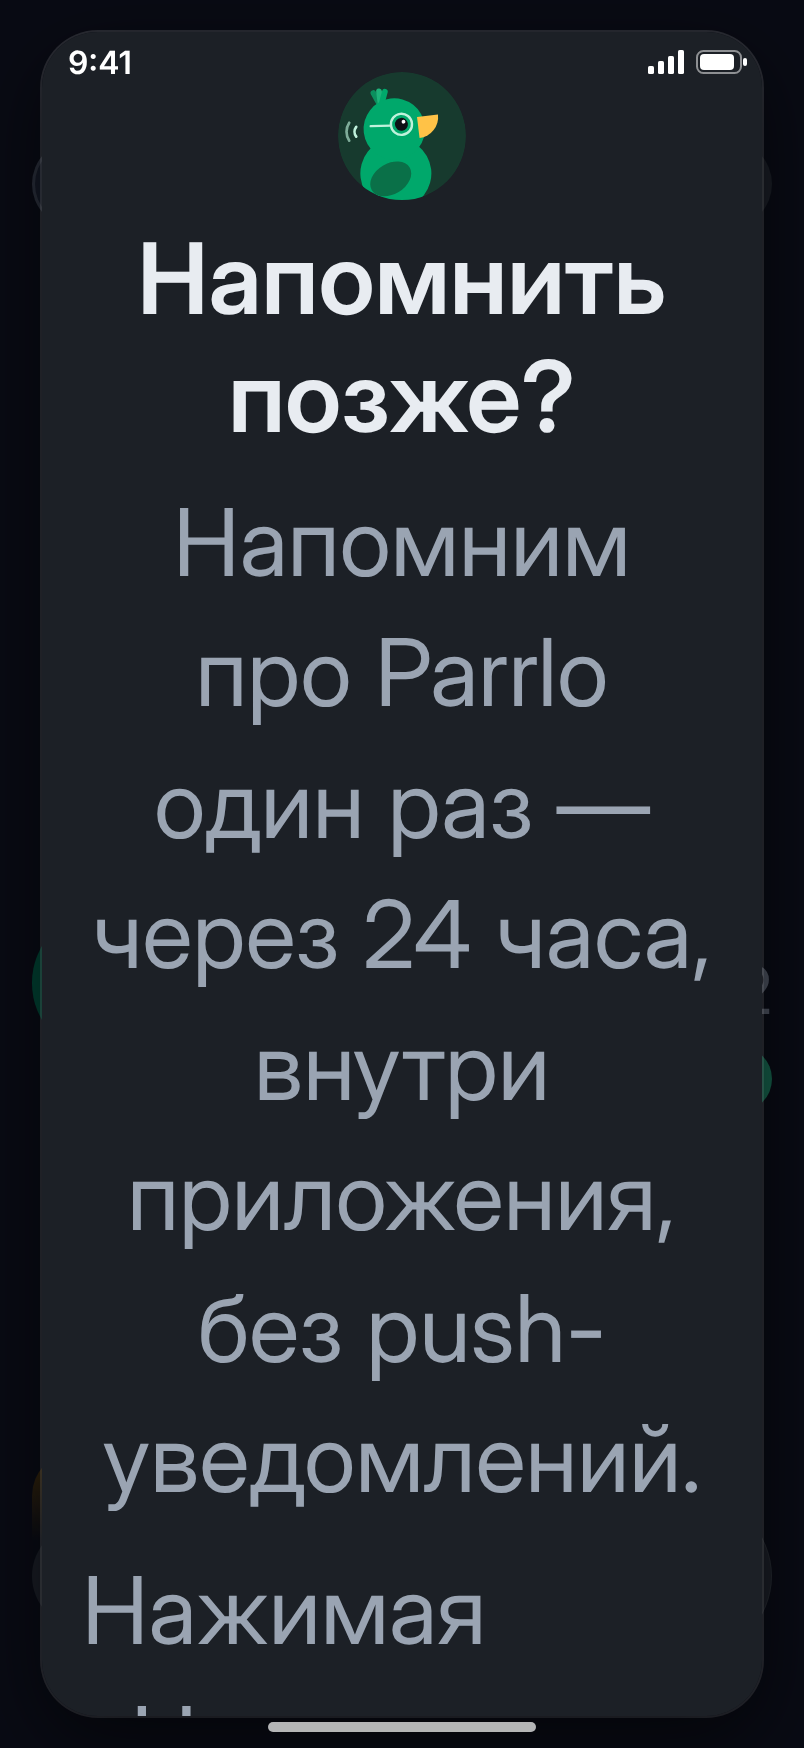 9:41
Напомнить
позже?
Напомним
про Parrlo
один раз —
через 24 часа,
внутри
приложения,
без push-
уведомлений.
Нажимая